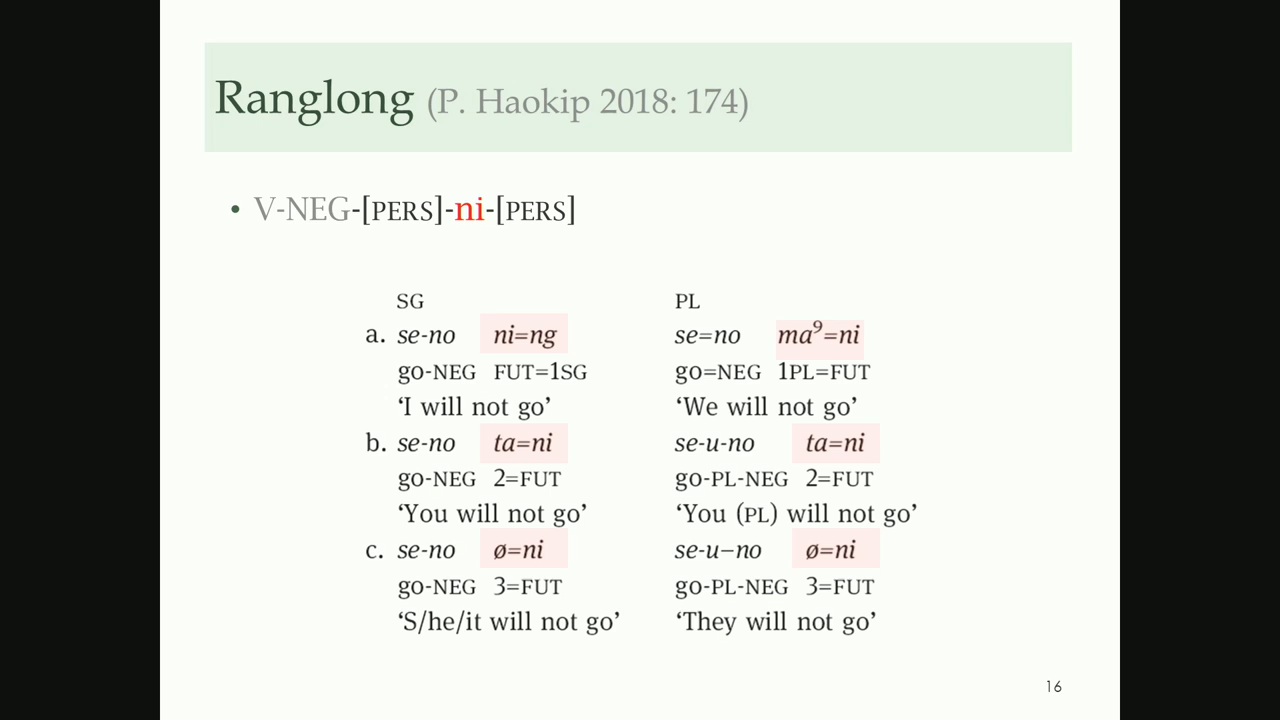 Ranglong (P. Haokip 2018: 174)
• V-NEG-[PERS]-ni-[PERS]
SG PL
a. se-no ni=ng se=no ma⁹=ni
go-NEG FUT=1SG go=NEG 1PL=FUT
‘I will not go’ ‘We will not go’
b. se-no ta=ni se-u-no ta=ni
go-NEG 2=FUT go-PL-NEG 2=FUT
‘You will not go’ ‘You (PL) will not go’
c. se-no ø=ni se-u–no ø=ni
go-NEG 3=FUT go-PL-NEG 3=FUT
‘S/he/it will not go’ ‘They will not go’
16